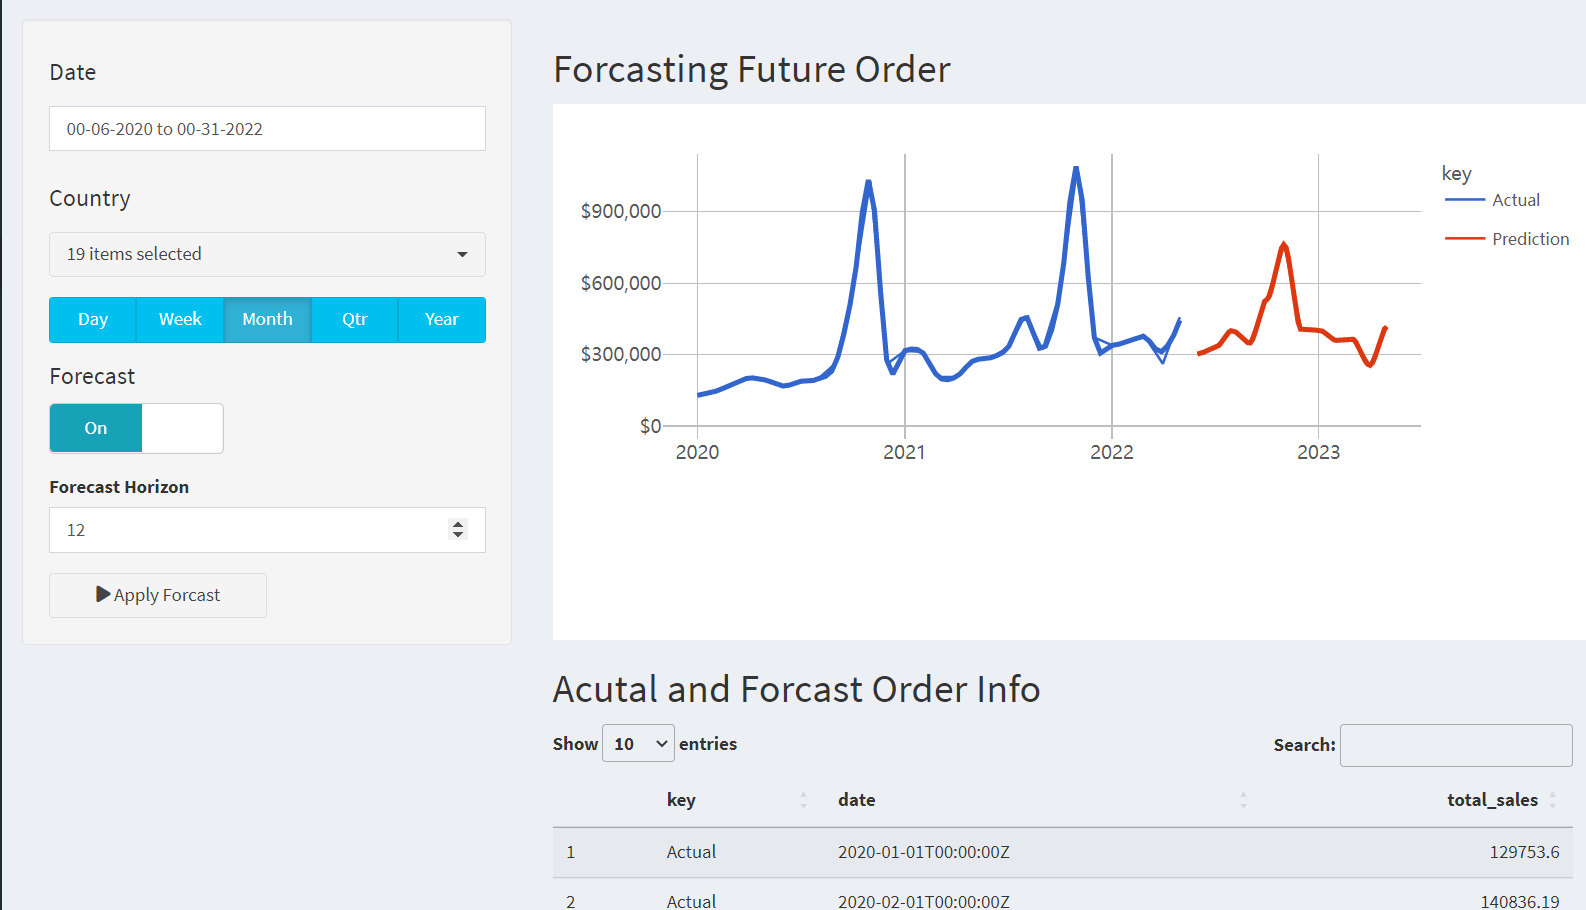 Date
00-06-2020 to 00-31-2022
Country
19 items selected
Day Week Month Qtr Year
Forecast
On
Forecast Horizon
12
Apply Forcast
Forcasting Future Order
$900,000
$600,000
$300,000
$0
2020 2021 2022 2023
key
Actual
Prediction
Acutal and Forcast Order Info
Show 10 entries
Search:
key date total_sales
1 Actual 2020-01-01T00:00:00Z 129753.6
2 Actual 2020-02-01T00:00:00Z 140836.19